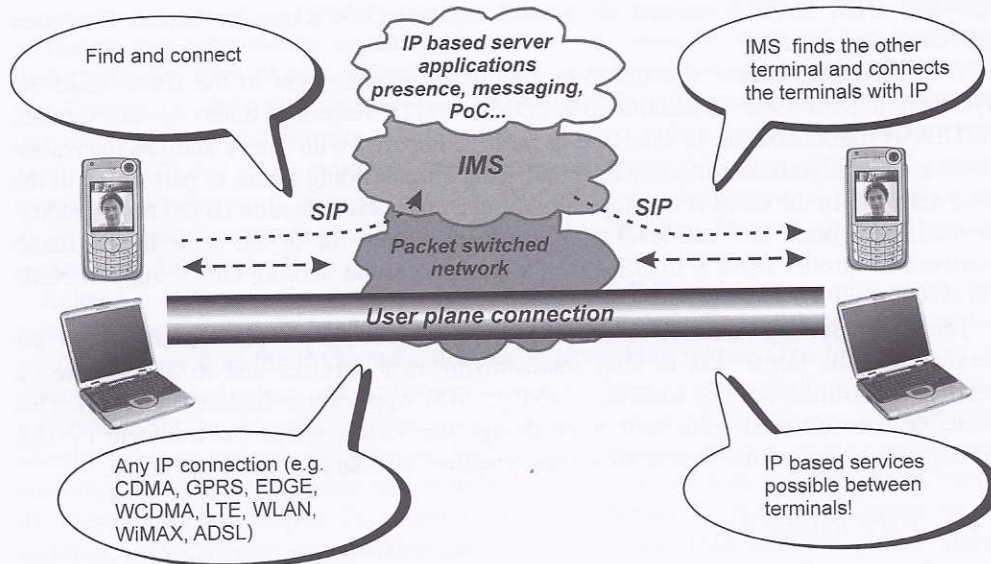 Find and connect
IP based server
applications
presence, messaging,
PoC...
IMS finds the other
terminal and connects
the terminals with IP
IMS
SIP
SIP
Packet switched
network
User plane connection
Any IP connection (e.g.
CDMA, GPRS, EDGE,
WCDMA, LTE, WLAN,
WiMAX, ADSL)
IP based services
possible between
terminals!